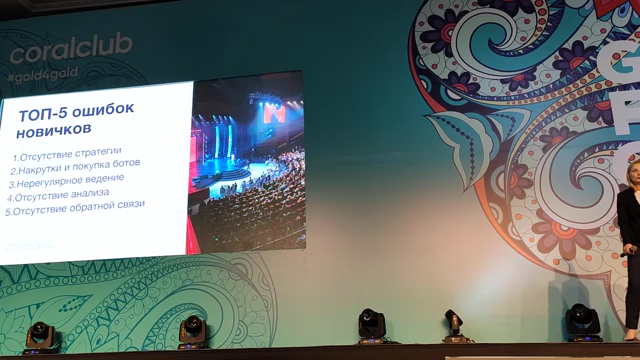 coralclub
#gold4gold
ТОП-5 ошибок
новичков
1.Отсутствие стратегии
2.Накрутки и покупка ботов
3.Нерегулярное ведение
4.Отсутствие анализа
5.Отсутствие обратной связи
coralclub
G
F